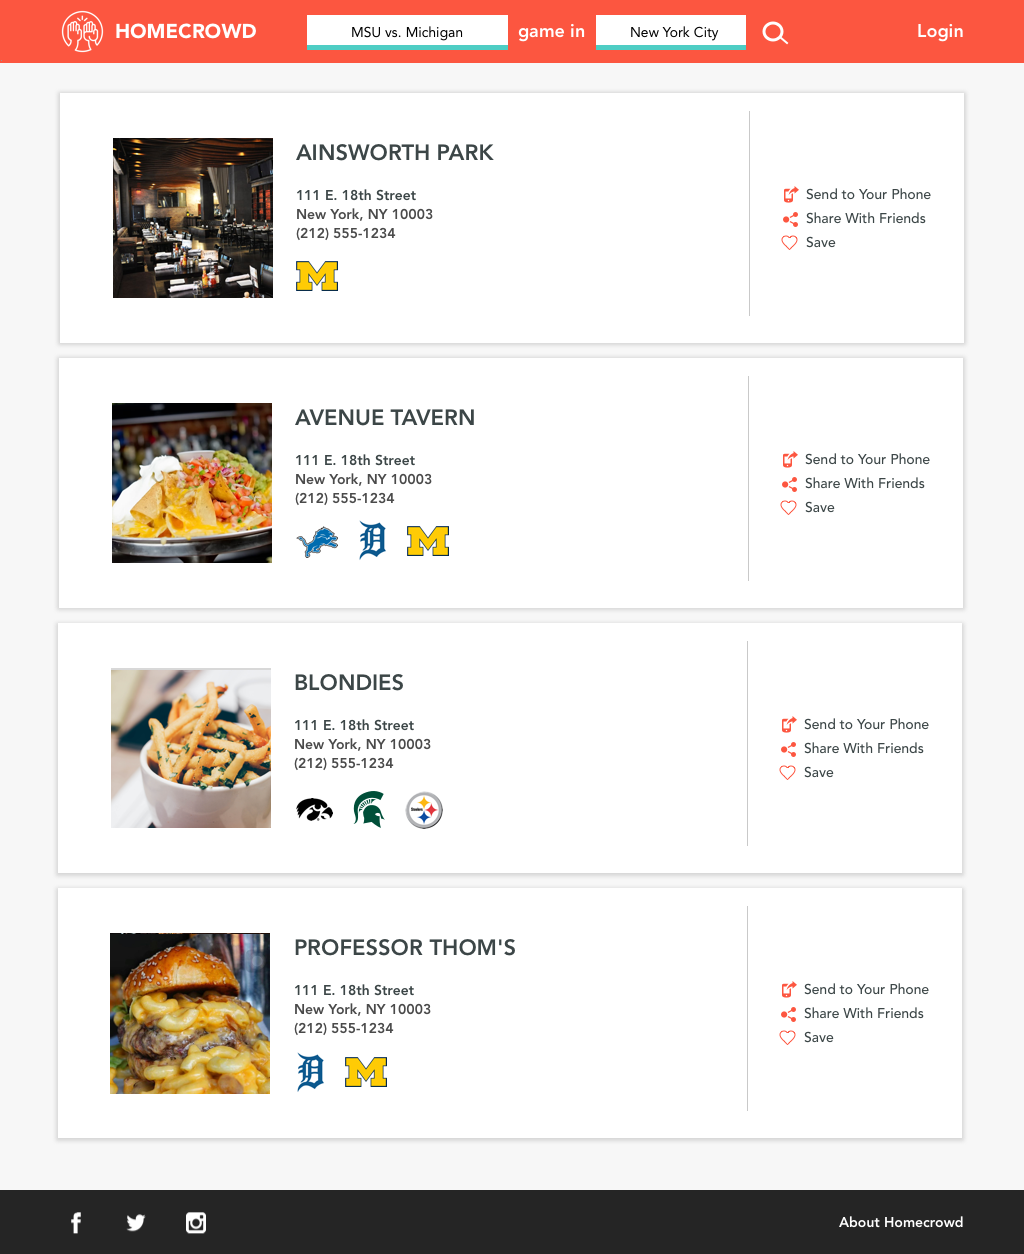 HOMECROWD
MSU vs. Michigan
game in
New York City
Login
AINSWORTH PARK
111 E. 18th Street
New York, NY 10003
(212) 555-1234
M
Send to Your Phone
Share With Friends
Save
AVENUE TAVERN
111 E. 18th Street
New York, NY 10003
(212) 555-1234
D
M
Send to Your Phone
Share With Friends
Save
BLONDIES
111 E. 18th Street
New York, NY 10003
(212) 555-1234
Steelers
Send to Your Phone
Share With Friends
Save
PROFESSOR THOM'S
111 E. 18th Street
New York, NY 10003
(212) 555-1234
D
M
Send to Your Phone
Share With Friends
Save
About Homecrowd